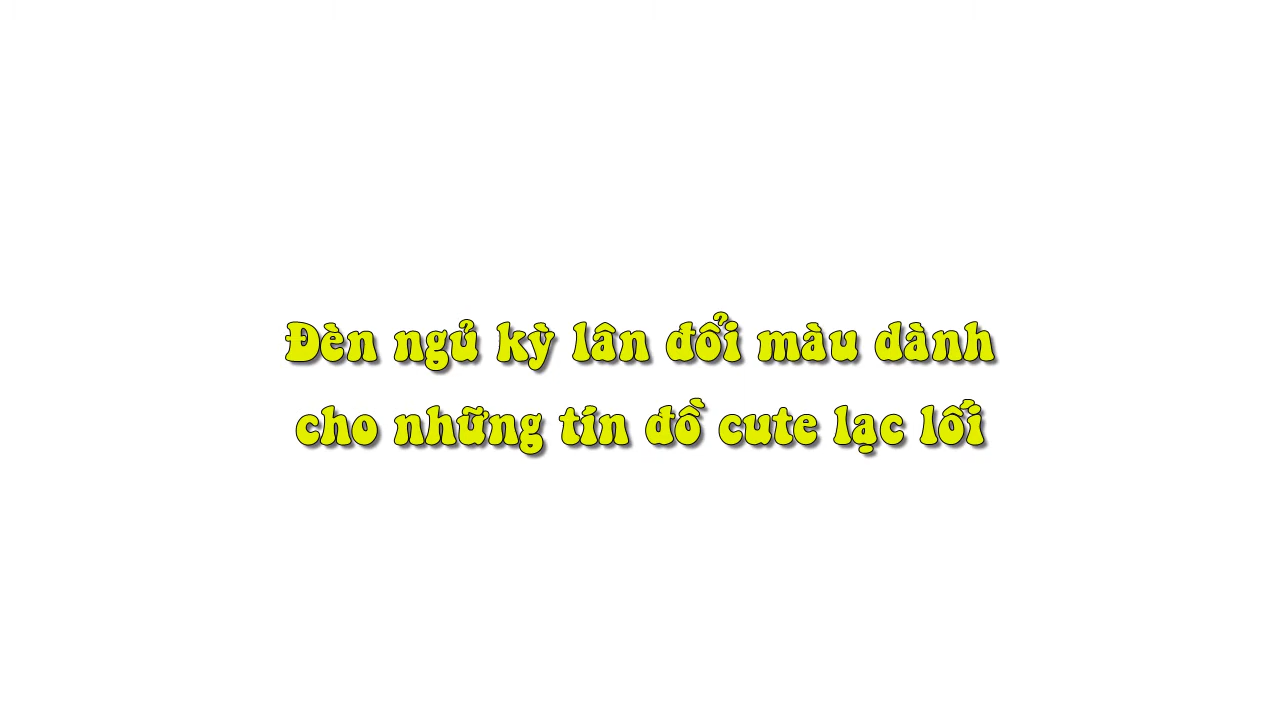 Đèn ngủ kỳ lân đổi màu dành
cho những tín đồ cute lạc lối